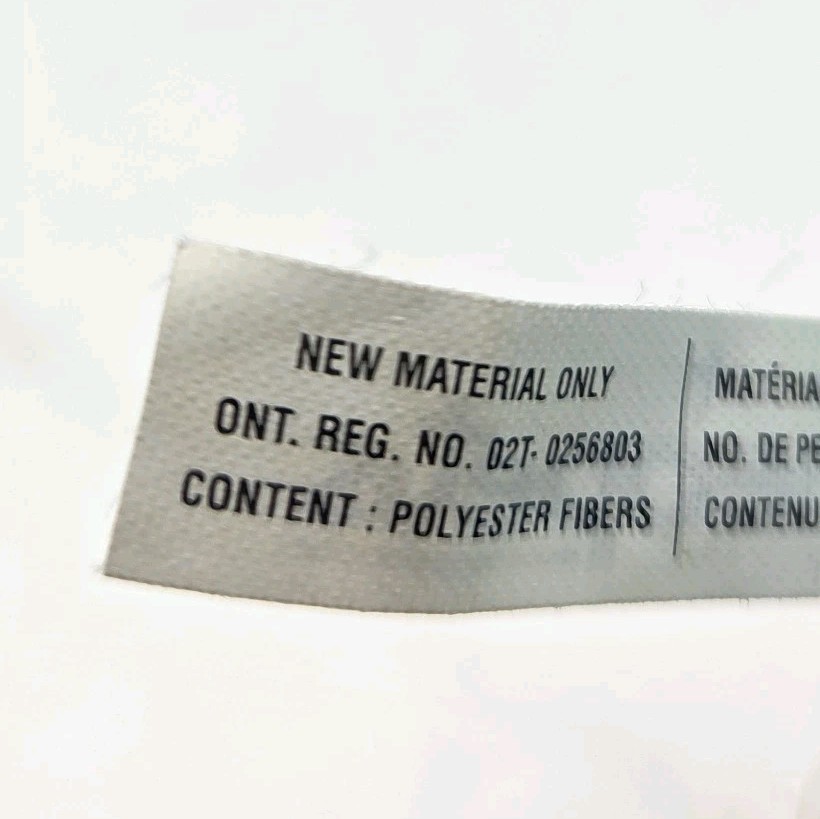 NEW MATERIAL ONLY
ONT. REG. NO. 02T- 0256803
CONTENT : POLYESTER FIBERS
NO. DE
CONTENU